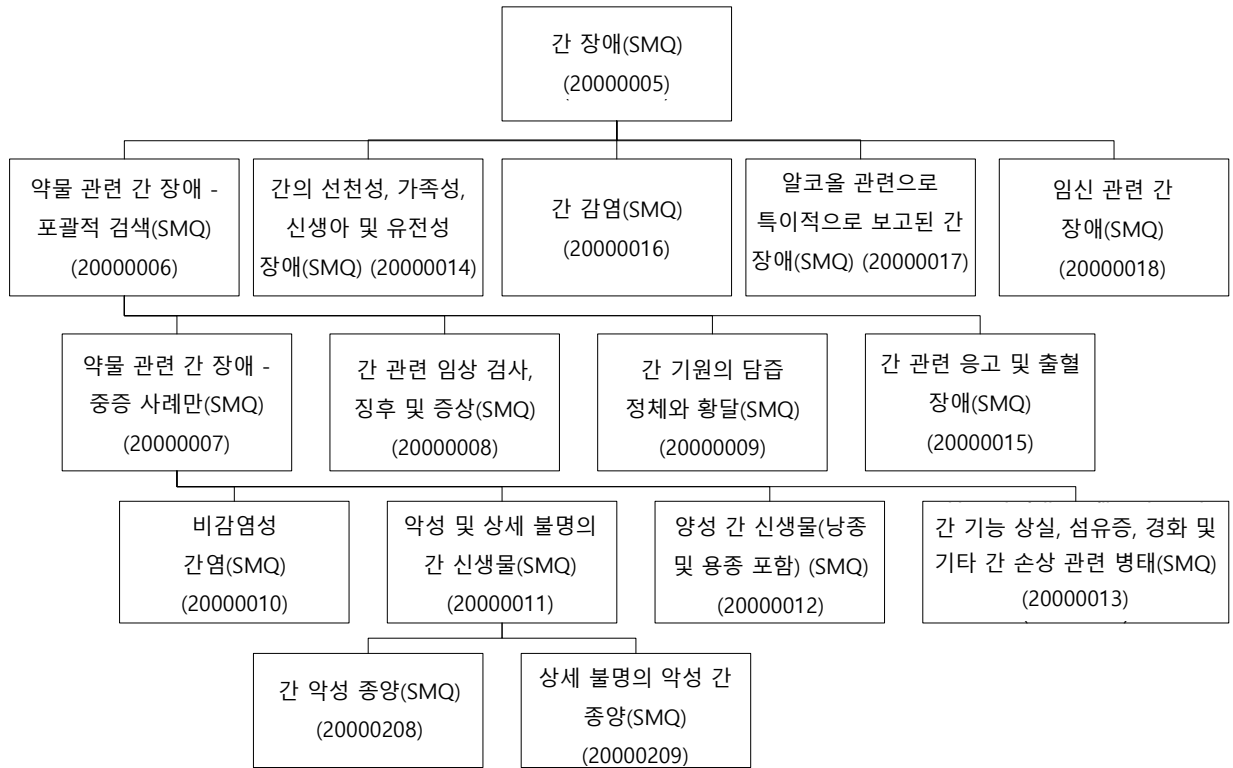 간 장애(SMQ)
(20000005)
약물 관련 간 장애 -
포괄적 검색(SMQ)
(20000006)
간의 선천성, 가족성,
신생아 및 유전성
장애(SMQ) (20000014)
간 감염(SMQ)
(20000016)
알코올 관련으로
특이적으로 보고된 간
장애(SMQ) (20000017)
임신 관련 간
장애(SMQ)
(20000018)
약물 관련 간 장애 -
중증 사례만(SMQ)
(20000007)
간 관련 임상 검사,
징후 및 증상(SMQ)
(20000008)
간 기원의 담즙
정체와 황달(SMQ)
(20000009)
간 관련 응고 및 출혈
장애(SMQ)
(20000015)
비감염성
간염(SMQ)
(20000010)
악성 및 상세 불명의
간 신생물(SMQ)
(20000011)
양성 간 신생물(낭종
및 용종 포함) (SMQ)
(20000012)
간 기능 상실, 섬유증, 경화 및
기타 간 손상 관련 병태(SMQ)
(20000013)
간 악성 종양(SMQ)
(20000208)
상세 불명의 악성 간
종양(SMQ)
(20000209)